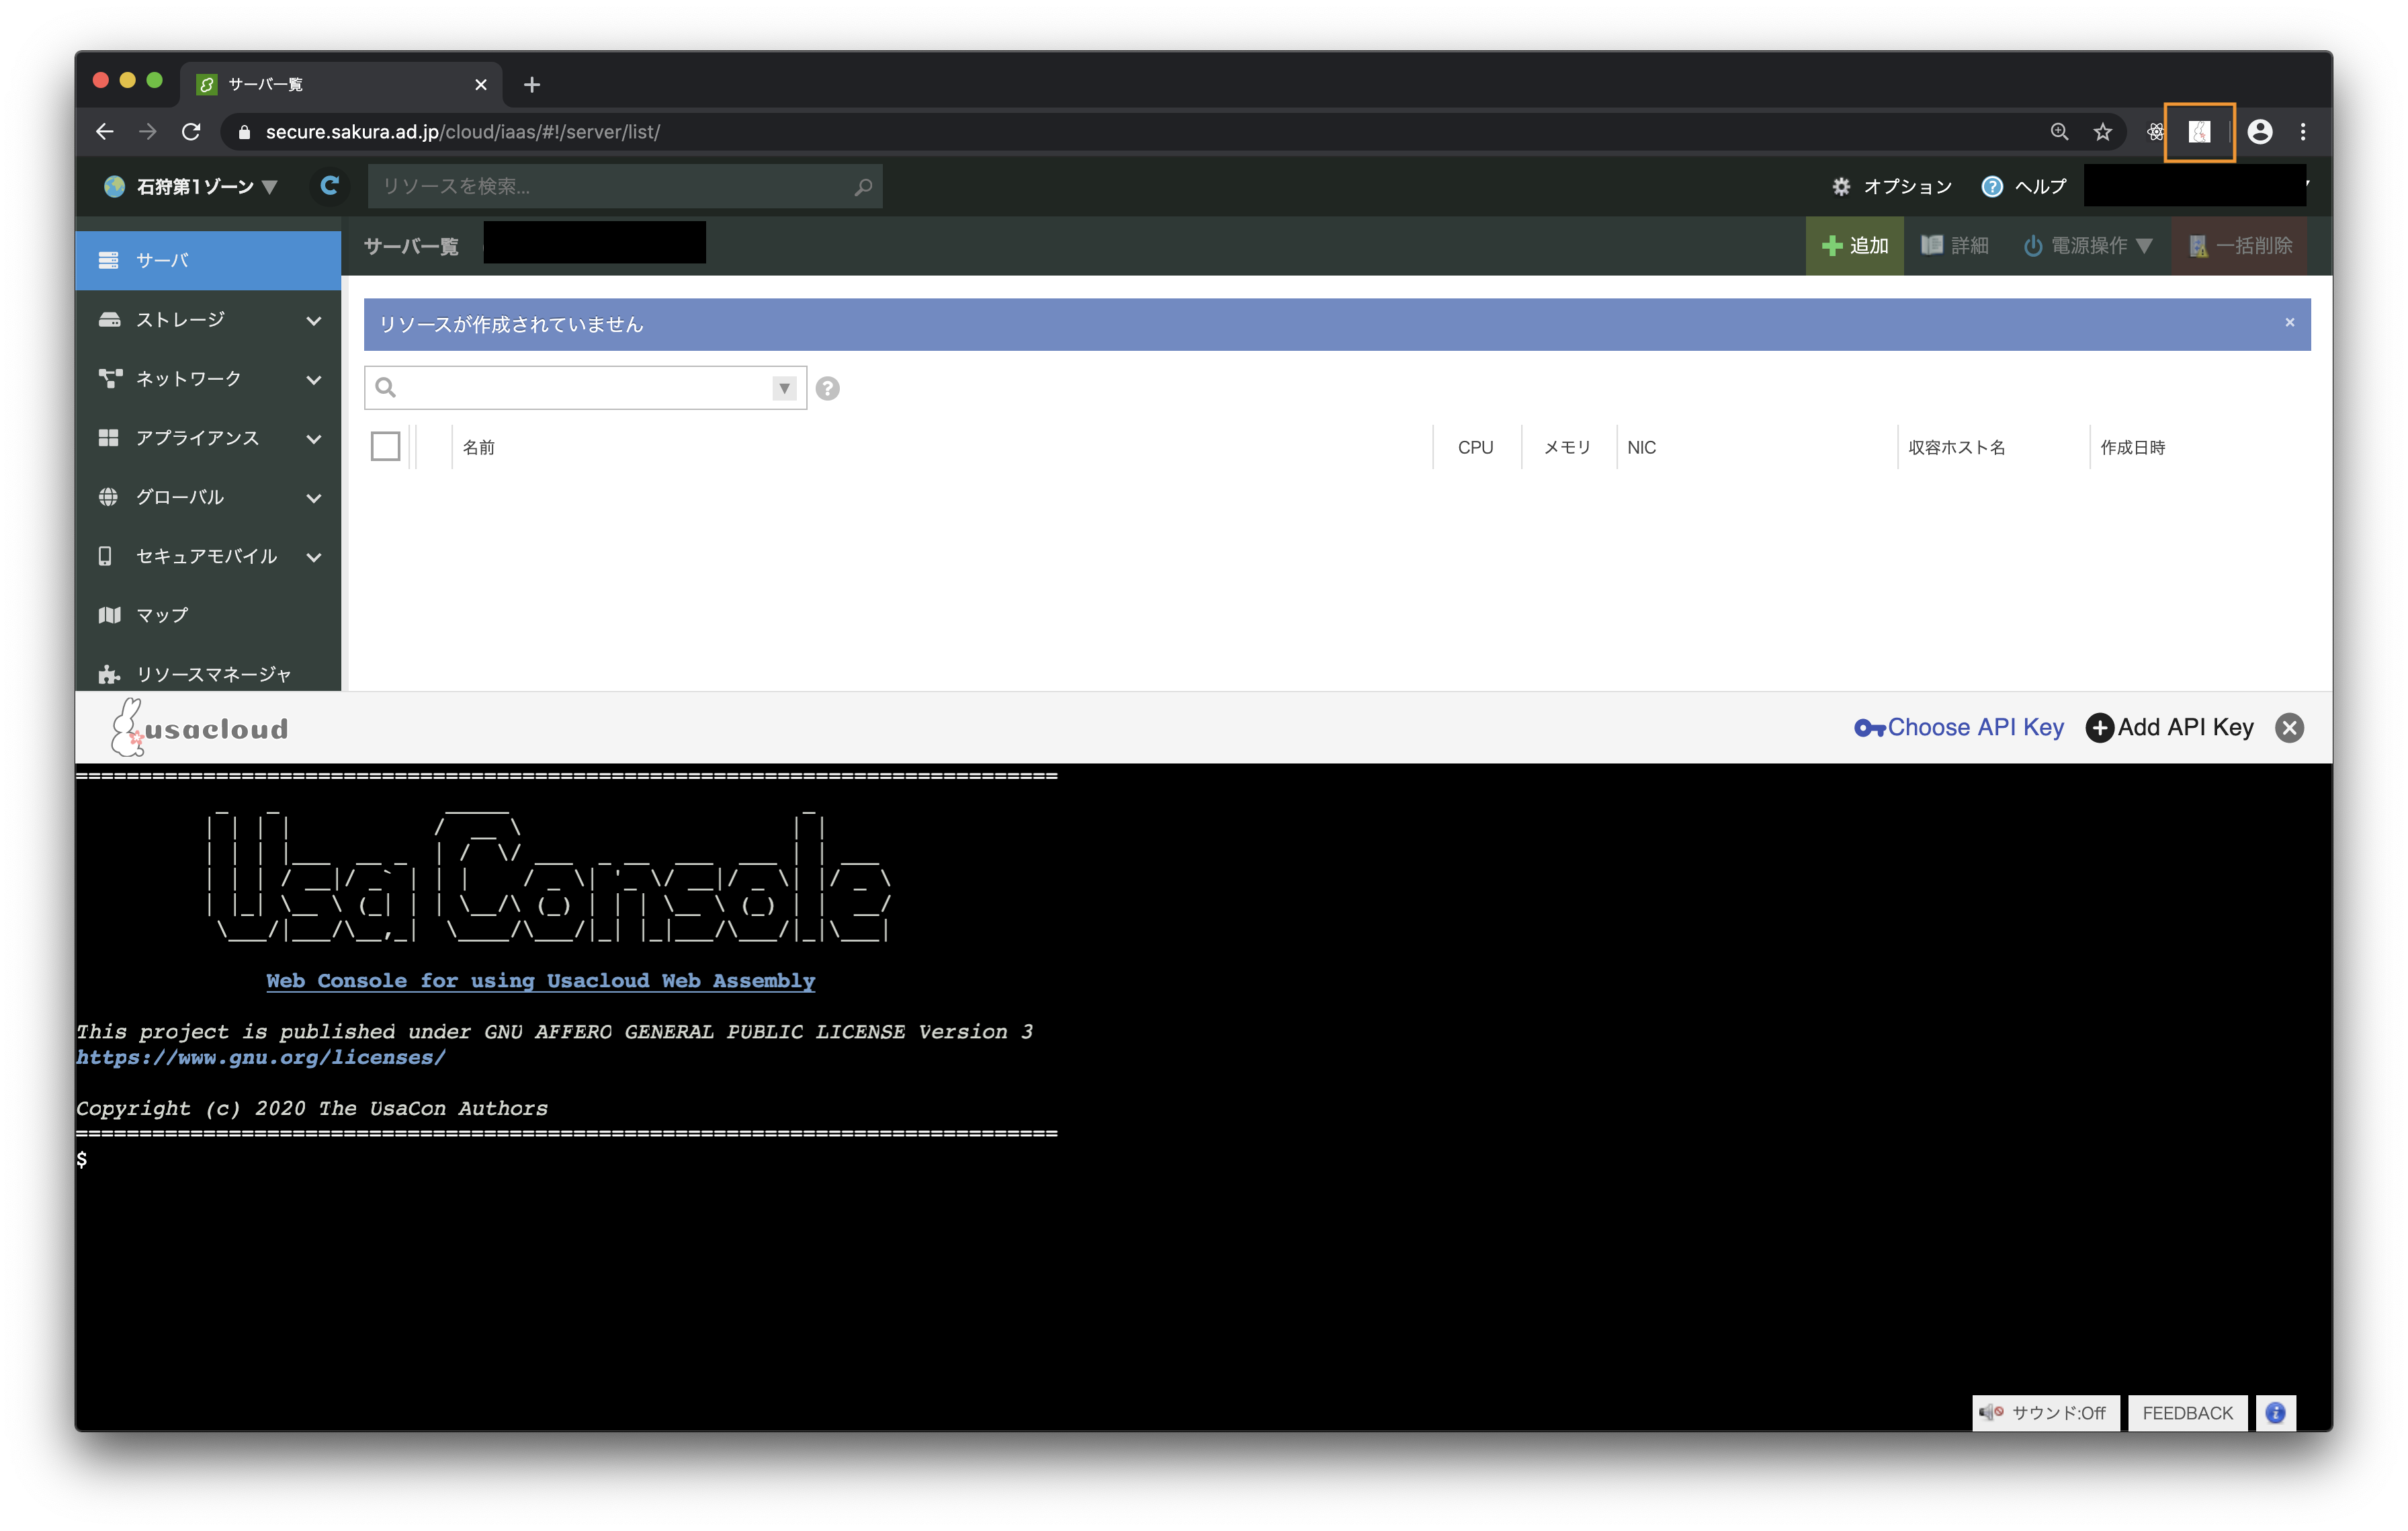 サーバ一覧
secure.sakura.ad.jp/cloud/iaas/#!/server/list/
石狩第1ゾーン ▼
リソースを検索...
オプション
ヘルプ
サーバ一覧
追加
詳細
電源操作 ▼
一括削除
サーバ
ストレージ
ネットワーク
アプライアンス
グローバル
セキュアモバイル
マップ
リソースマネージャ
リソースが作成されていません
名前
CPU
メモリ
NIC
収容ホスト名
作成日時
usacloud
Choose API Key
Add API Key
=============================================================================
Usa Console
Web Console for using Usacloud Web Assembly
This project is published under GNU AFFERO GENERAL PUBLIC LICENSE Version 3
https://www.gnu.org/licenses/
Copyright (c) 2020 The UsaCon Authors
=============================================================================
$
サウンド:Off
FEEDBACK